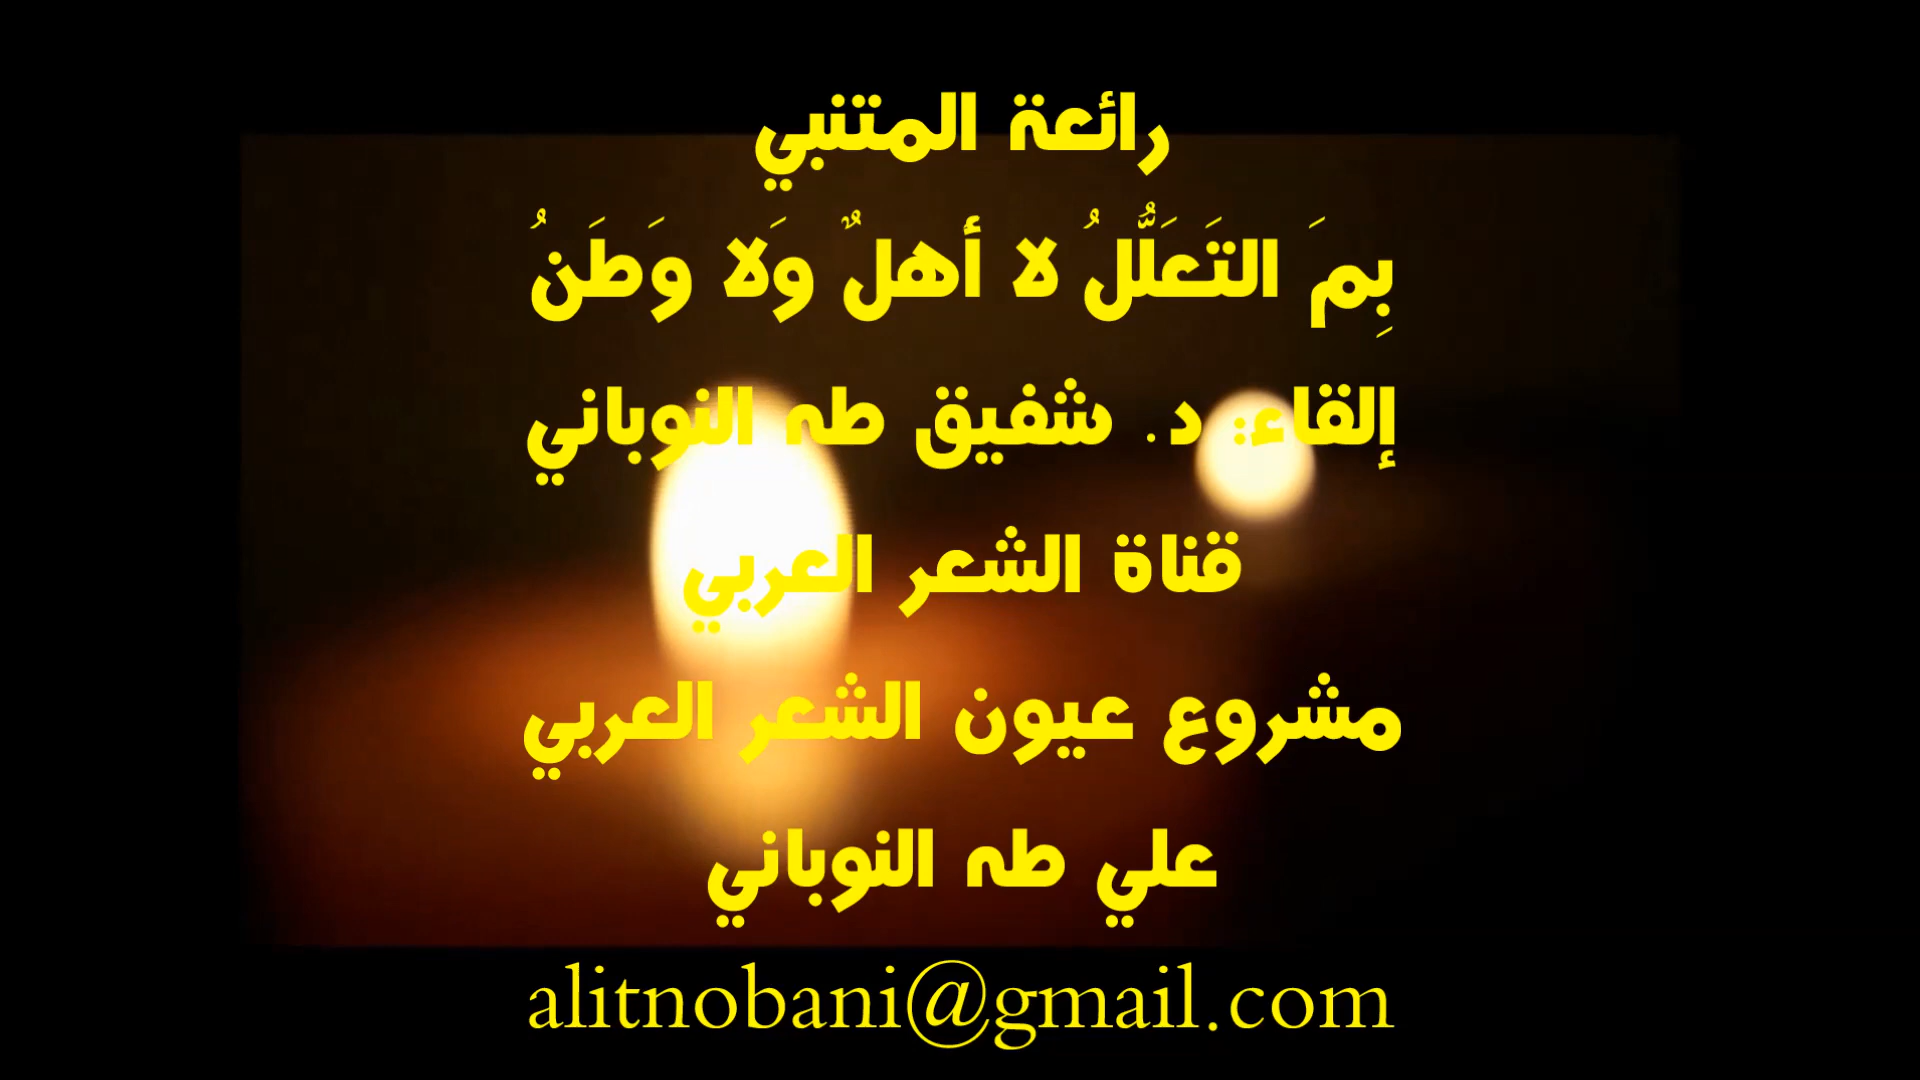 رائعة المتنبي
بِمَ التَعَلُّلُ لا أَهلٌ وَلا وَطَنُ
إلقاء: د. شفيق طه النوباني
قناة الشعر العربي
مشروع عيون الشعر العربي
علي طه النوباني
alitnobani@gmail.com